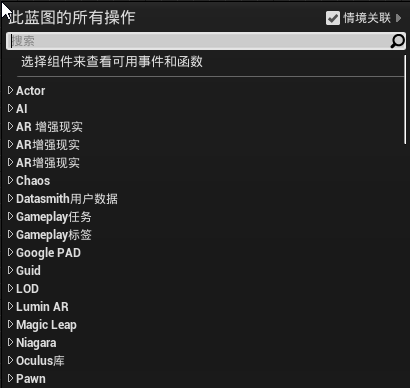 此蓝图的所有操作
情境关联
搜索
选择组件来查看可用事件和函数
Actor
AI
AR 增强现实
AR增强现实
AR增强现实
Chaos
Datasmith用户数据
Gameplay任务
Gameplay标签
Google PAD
Guid
LOD
Lumin AR
Magic Leap
Niagara
Oculus库
Pawn